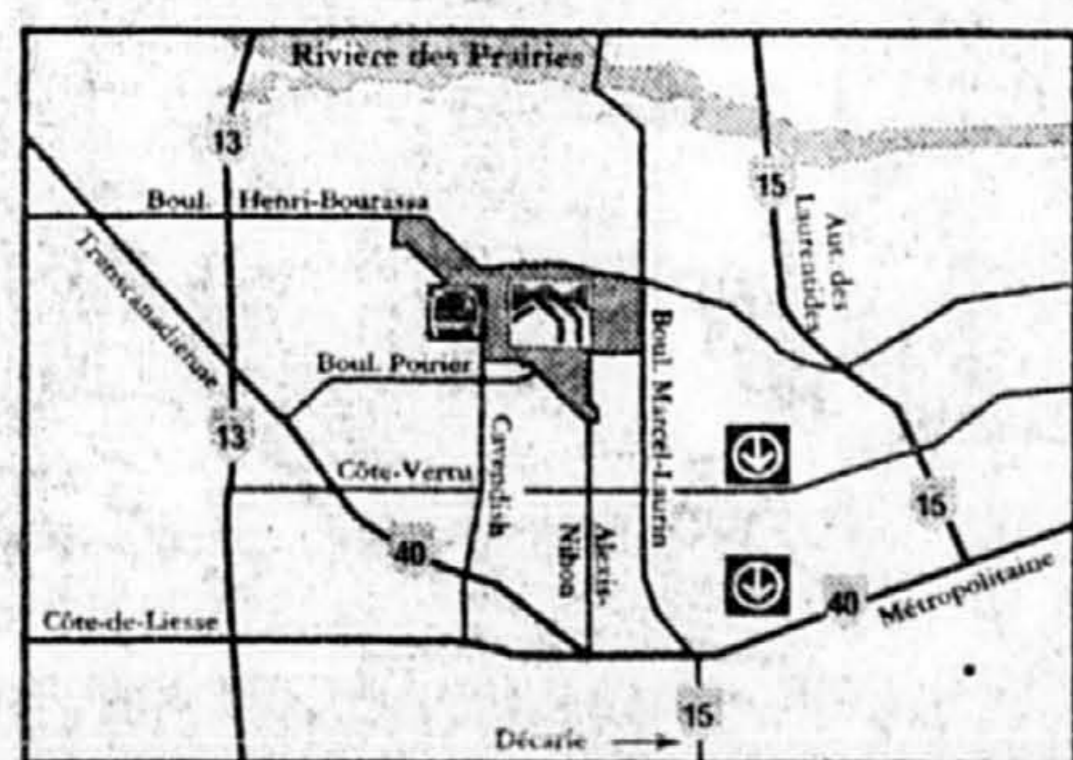 Rivière des Prairies
13
15
Boul. Henri-Bourassa
Aut. des
Laurentides
Transcanadienne
Boul. Poirier
Boul. Marcel-Laurin
13
Cavendish
Côte-Vertu
15
40
Alexis-
Nihon
40
Métropolitaine
Côte-de-Liesse
15
Décarie